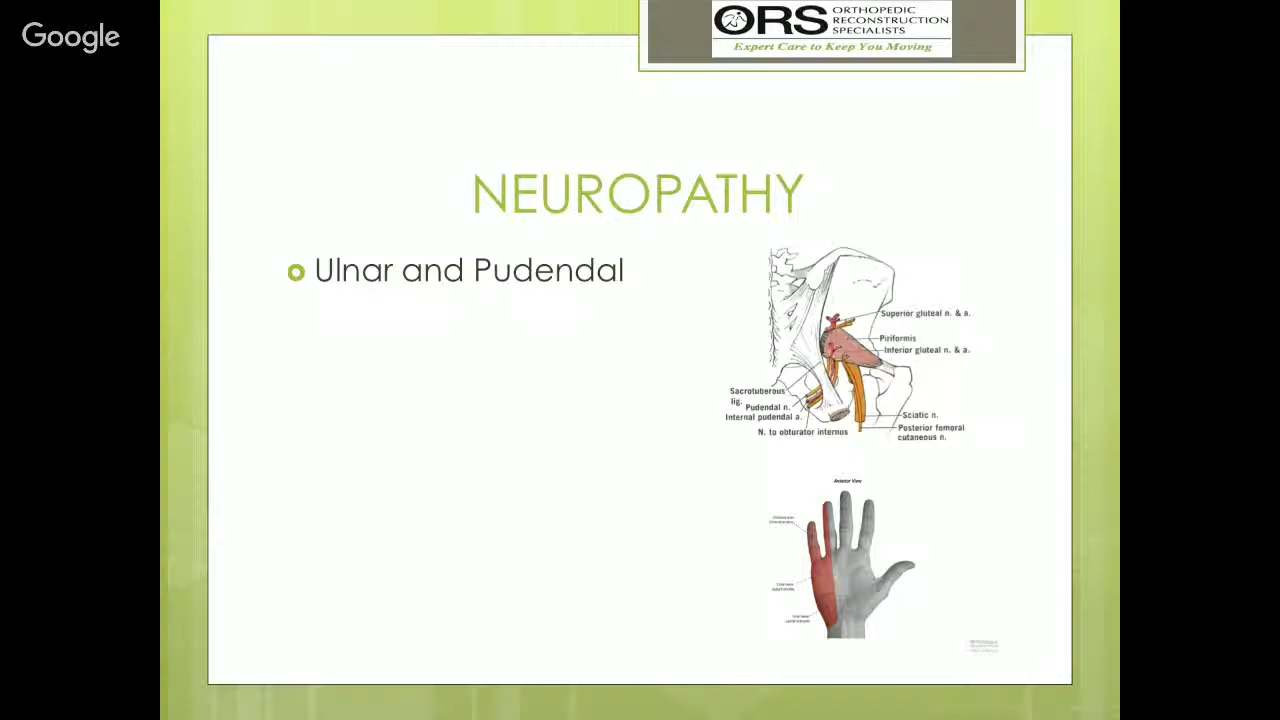 Google
ORS ORTHOPEDIC
RECONSTRUCTION
SPECIALISTS
Expert Care to Keep You Moving
NEUROPATHY
Ulnar and Pudendal
Superior gluteal n. & a.
Piriformis
Inferior gluteal n. & a.
Sacrotuberous
lig.
Pudendal n.
Internal pudendal a.
N. to obturator internus
Sciatic n.
Posterior femoral
cutaneous n.
Anterior View